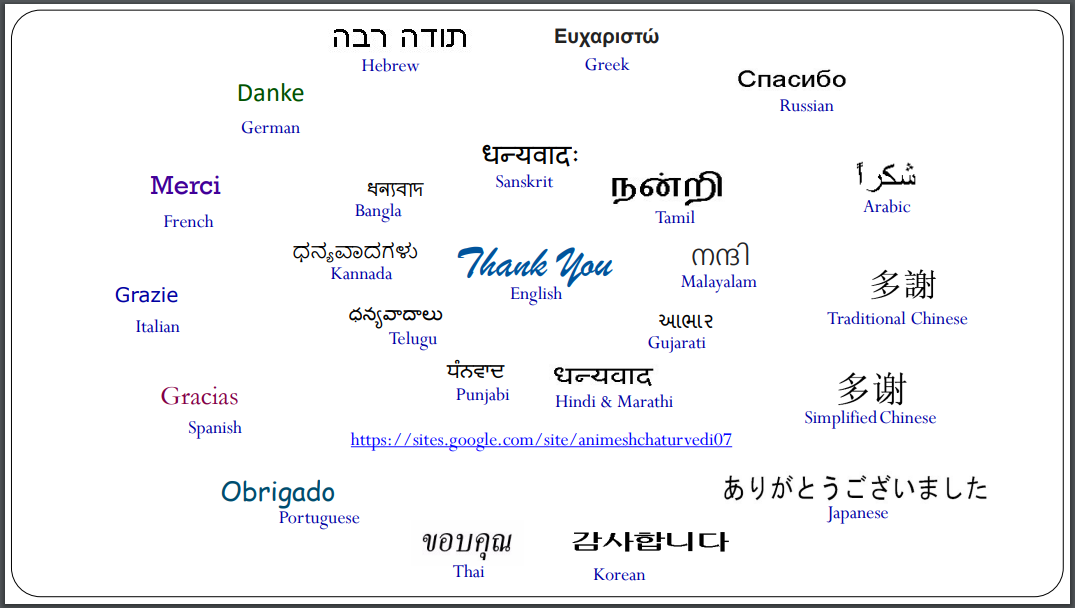 תודה רבה
Hebrew
Ευχαριστώ
Greek
Спасибо
Russian
Danke
German
धन्यवादः
Sanskrit
நன்றி
Tamil
شكراً
Arabic
Merci
French
ধন্যবাদ
Bangla
ಧನ್ಯವಾದಗಳು
Kannada
Thank You
English
നന്ദി
Malayalam
多謝
Traditional Chinese
Grazie
Italian
ధన్యవాదాలు
Telugu
આભાર
Gujarati
ਧੰਨਵਾਦ
Punjabi
धन्यवाद
Hindi & Marathi
多谢
Simplified Chinese
Gracias
Spanish
https://sites.google.com/site/animeshchaturvedi07
Obrigado
Portuguese
ありがとうございました
Japanese
ขอบคุณ
Thai
감사합니다
Korean